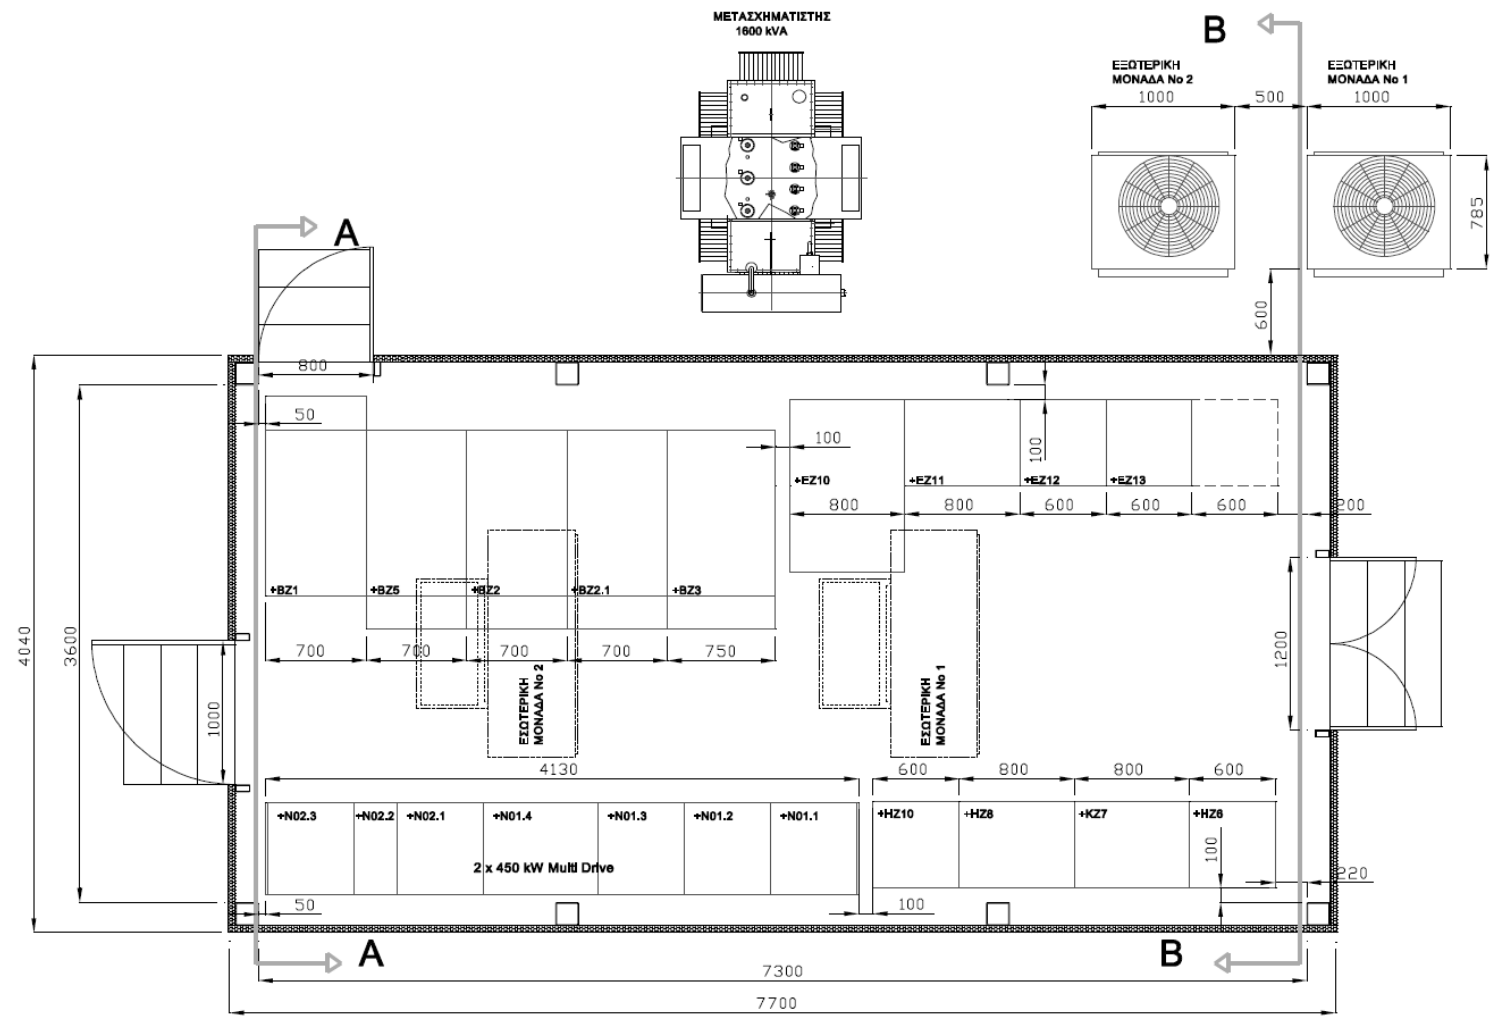 ΜΕΤΑΣΧΗΜΑΤΙΣΤΗΣ
1600 kVA
B
ΕΞΩΤΕΡΙΚΗ
ΜΟΝΑΔΑ No 2
ΕΞΩΤΕΡΙΚΗ
ΜΟΝΑΔΑ No 1
1000
500
1000
785
A
600
800
50
100
100
+EZ10
+EZ11
+EZ12
+EZ13
800
800
600
600
600
200
4040
3600
+BZ1
+BZ5
+BZ2
+BZ2.1
+BZ3
700
700
700
700
750
1200
1000
ΕΣΩΤΕΡΙΚΗ
ΜΟΝΑΔΑ No 2
ΕΣΩΤΕΡΙΚΗ
ΜΟΝΑΔΑ No 1
4130
600
800
800
600
+N02.3
+N02.2
+N02.1
+N01.4
+N01.3
+N01.2
+N01.1
+HZ10
+HZ8
+KZ7
+HZ6
2 x 450 kW Multi Drive
100
220
50
100
A
B
7300
7700